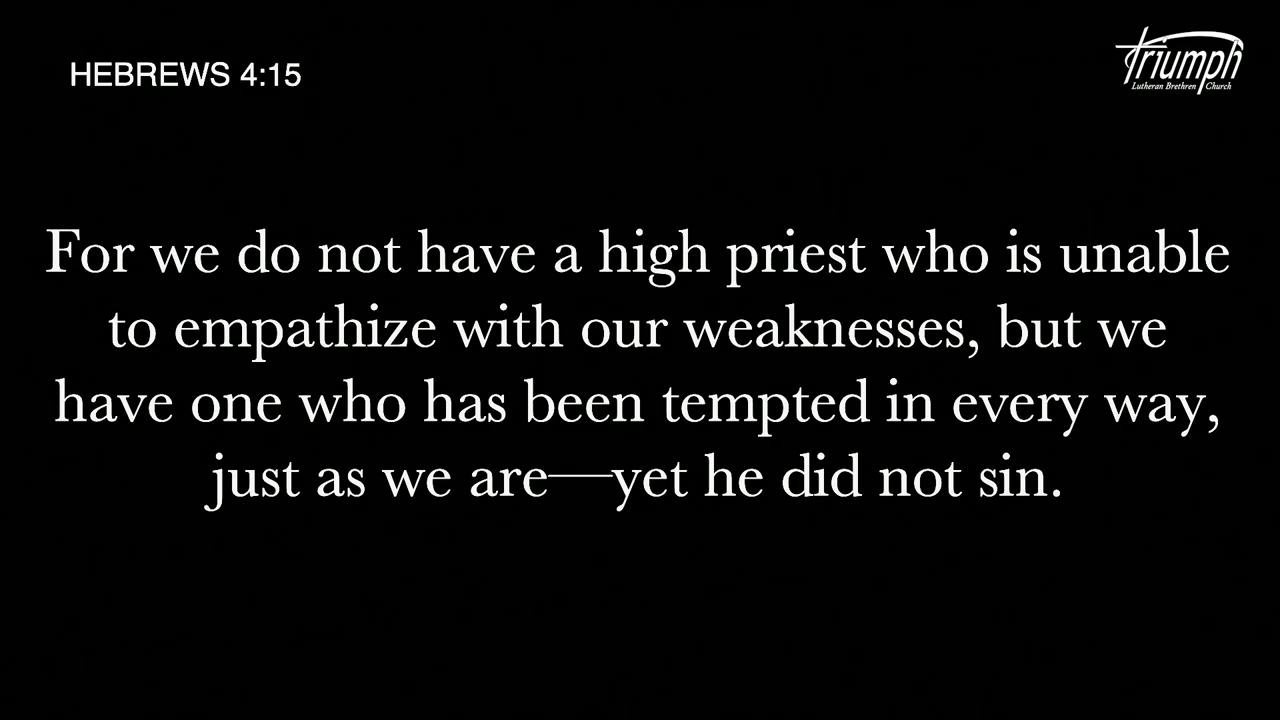 HEBREWS 4:15
triumph
Lutheran Brethren Church
For we do not have a high priest who is unable
to empathize with our weaknesses, but we
have one who has been tempted in every way,
just as we are—yet he did not sin.